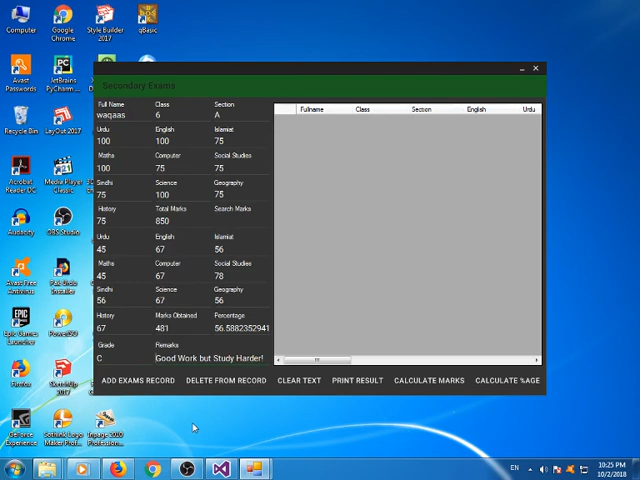 Computer
Google Chrome
Style Builder 2017
qBasic
Avast Passwords
JetBrains PyCharm ...
Recycle Bin
LayOut 2017
Acrobat Reader DC
Media Player Classic
Audacity
OBS Studio
Avast Free Antivirus
Pak Urdu Installer
Epic Games Launcher
Firefox
SketchUp 2017
GeForce Experience
Sothink Logo Maker Prof...
Inpage 2010 Profession...
Secondary Exams
Full Name Class Section
waqaas 6 A
Urdu English Islamiat
100 100 75
Maths Computer Social Studies
100 75 75
Sindhi Science Geography
75 100 75
History Total Marks Search Marks
75 850
Urdu English Islamiat
45 67 56
Maths Computer Social Studies
45 67 78
Sindhi Science Geography
56 67 56
History Marks Obtained Percentage
67 481 56.5882352941
Grade Remarks
C Good Work but Study Harder!
Fullname Class Section English Urdu
ADD EXAMS RECORD DELETE FROM RECORD CLEAR TEXT PRINT RESULT CALCULATE MARKS CALCULATE %AGE
EN 10:25 PM
10/2/2018